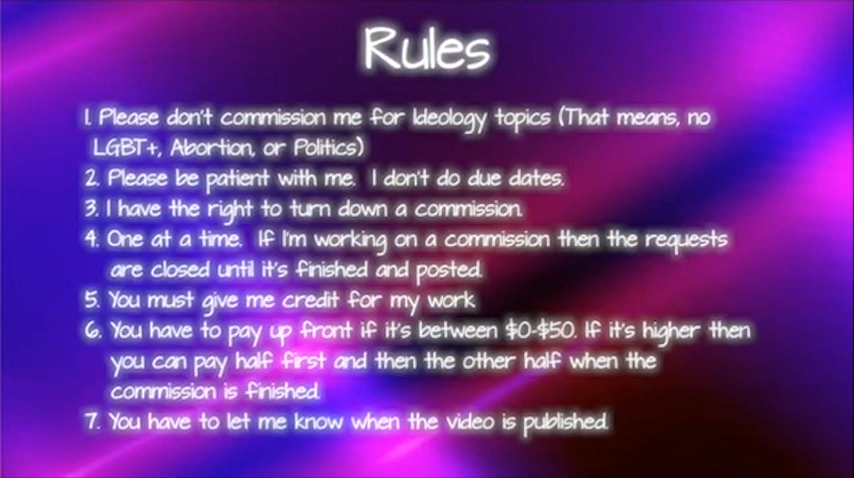 Rules
1. Please don't commission me for Ideology topics (That means, no
LGBT+, Abortion, or Politics)
2. Please be patient with me. I don't do due dates.
3. I have the right to turn down a commission.
4. One at a time. If I'm working on a commission then the requests
are closed until it's finished and posted.
5. You must give me credit for my work.
6. You have to pay up front if it's between $0-$50. If it's higher then
you can pay half first and then the other half when the
commission is finished.
7. You have to let me know when the video is published.